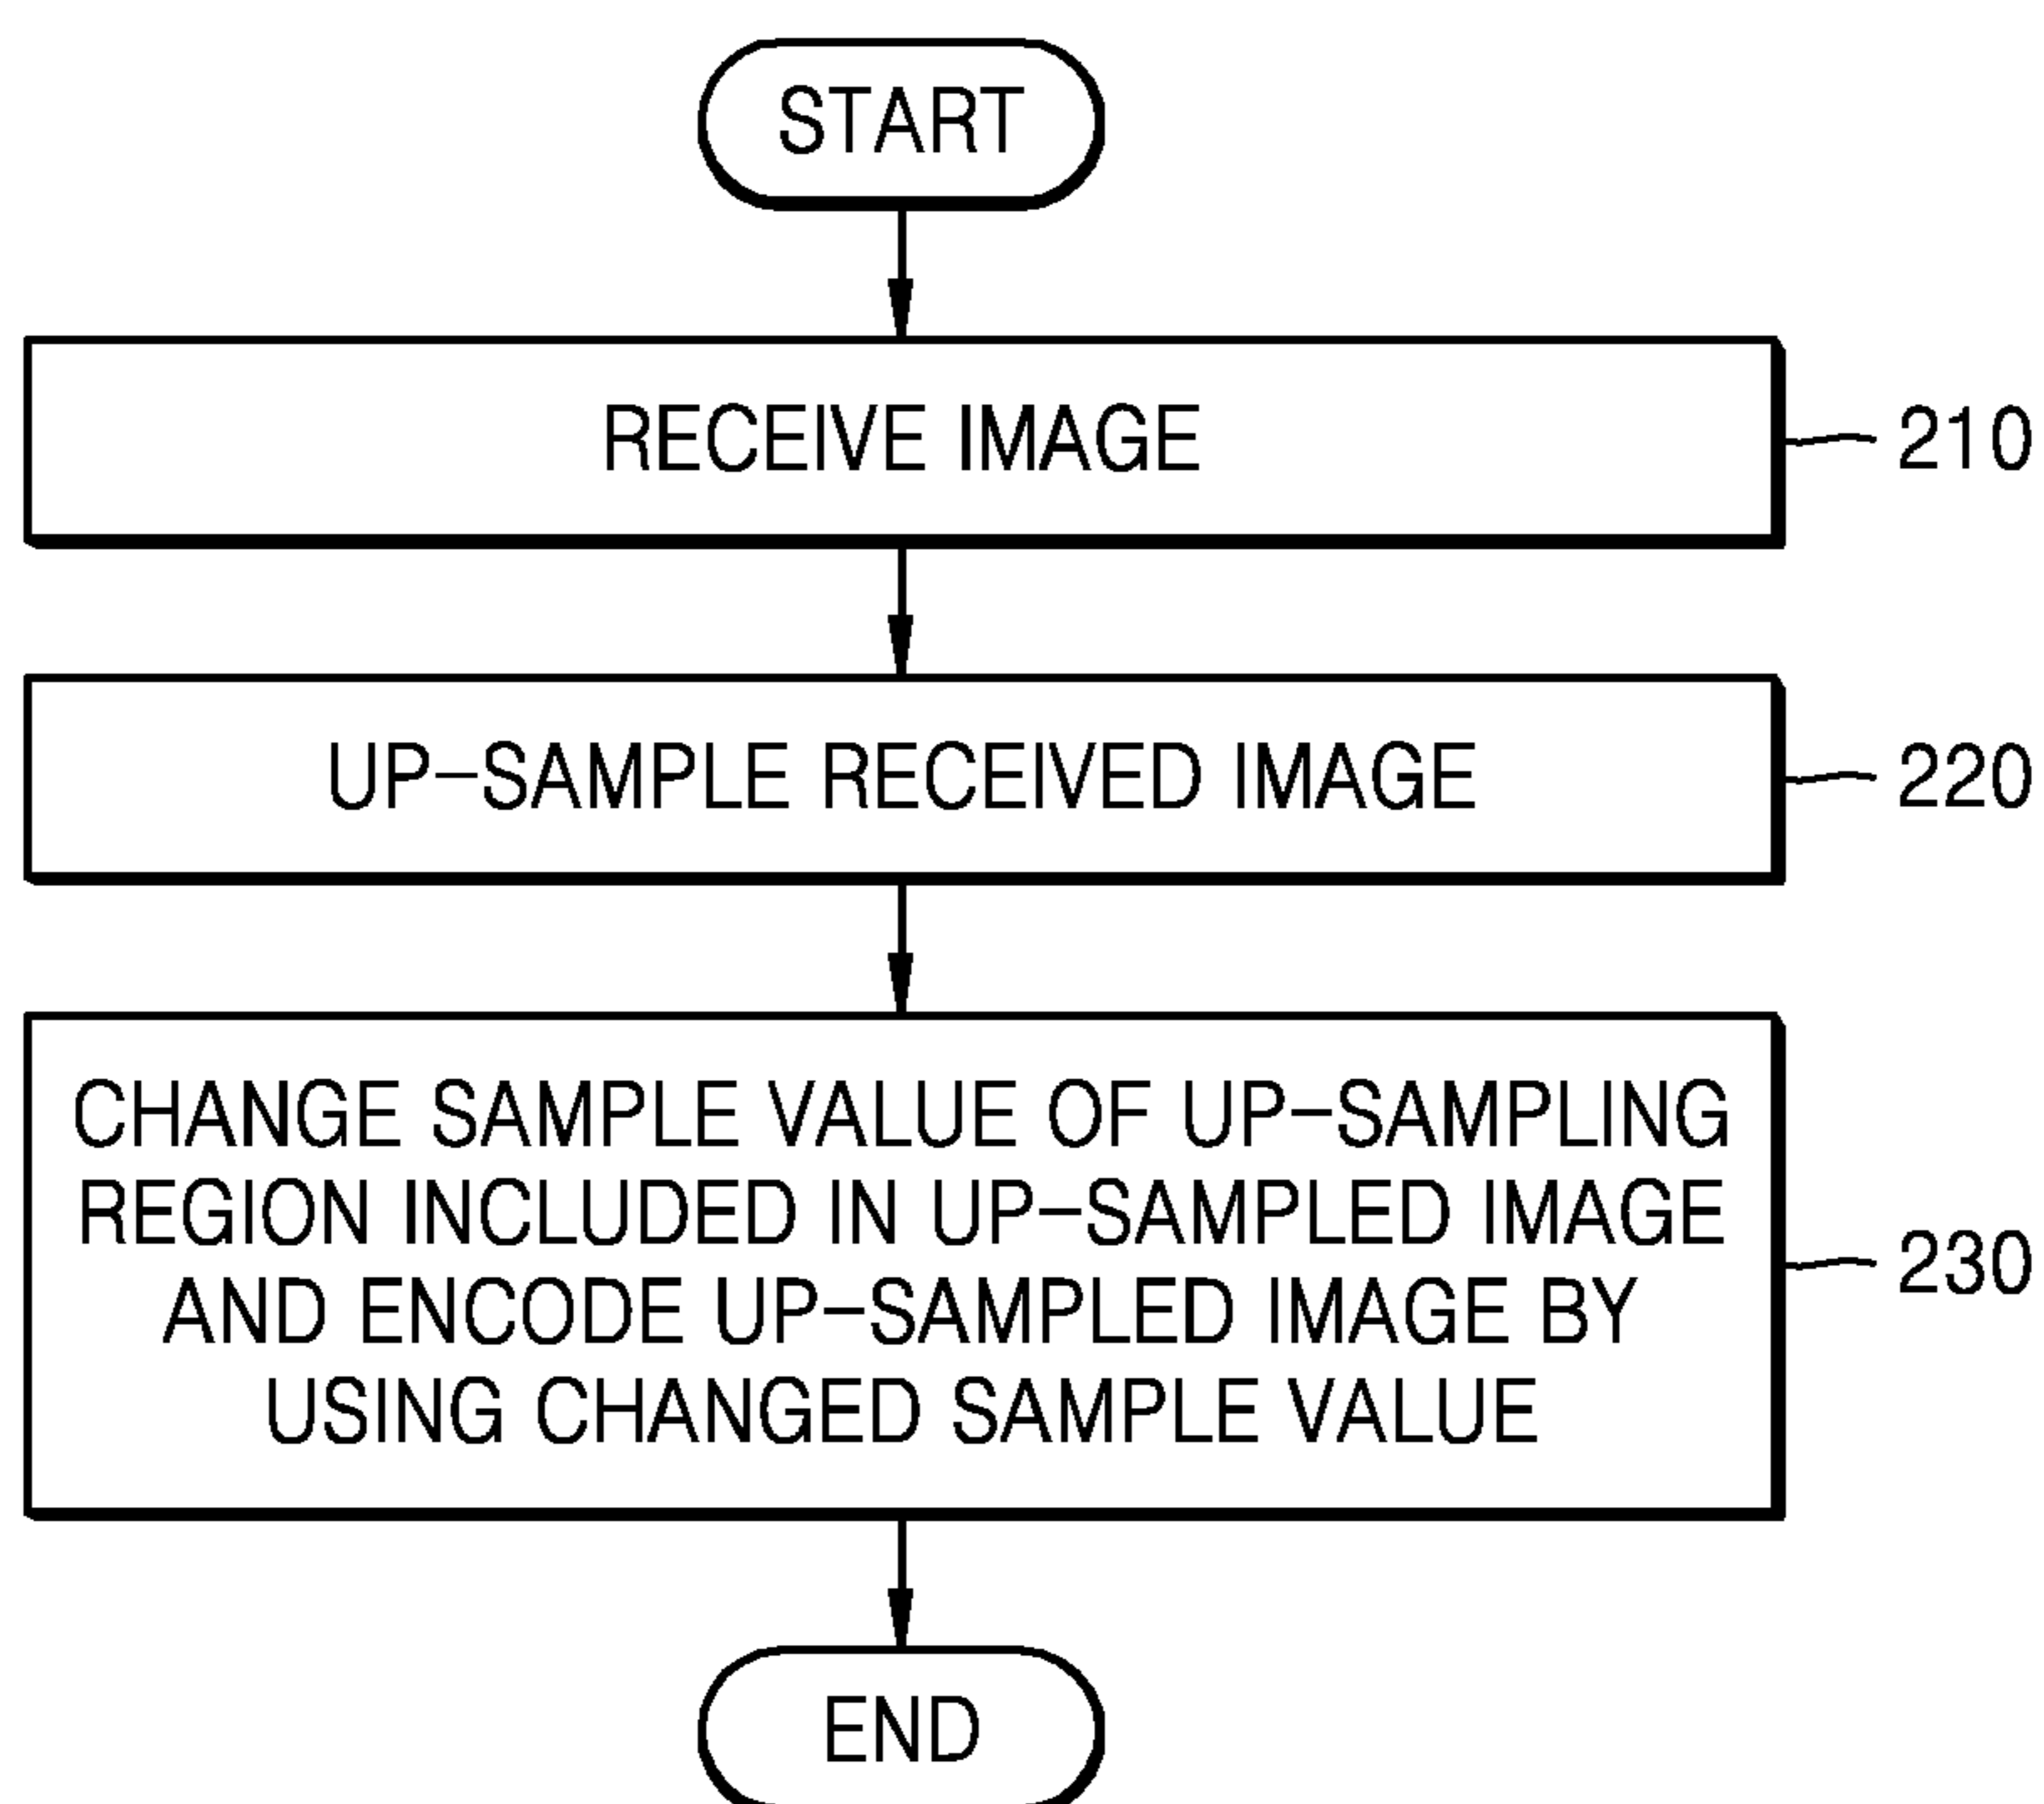 START
RECEIVE IMAGE
210
UP-SAMPLE RECEIVED IMAGE
220
CHANGE SAMPLE VALUE OF UP-SAMPLING
REGION INCLUDED IN UP-SAMPLED IMAGE
AND ENCODE UP-SAMPLED IMAGE BY
USING CHANGED SAMPLE VALUE
230
END